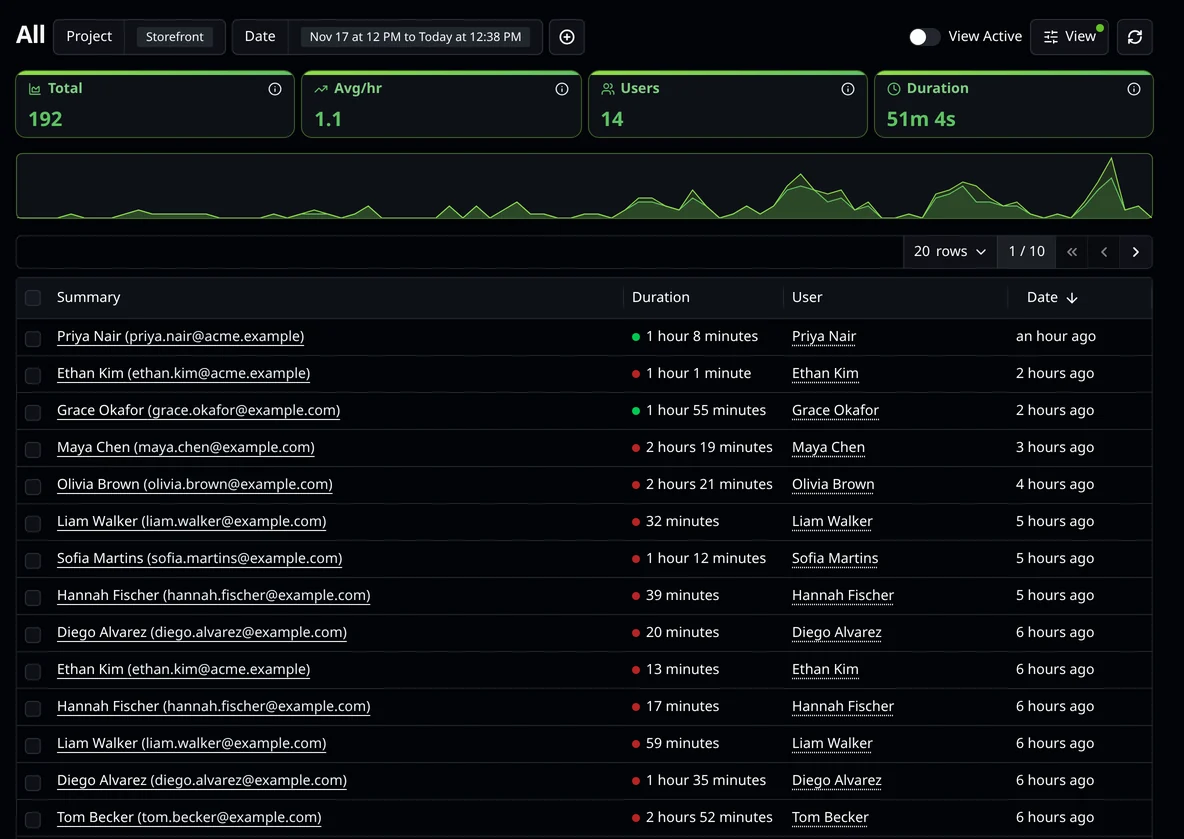 All Project Storefront Date Nov 17 at 12 PM to Today at 12:38 PM View Active View
Total Avg/hr Users Duration
192 1.1 14 51m 4s
20 rows 1 / 10
Summary Duration User Date
Priya Nair (priya.nair@acme.example) 1 hour 8 minutes Priya Nair an hour ago
Ethan Kim (ethan.kim@acme.example) 1 hour 1 minute Ethan Kim 2 hours ago
Grace Okafor (grace.okafor@example.com) 1 hour 55 minutes Grace Okafor 2 hours ago
Maya Chen (maya.chen@example.com) 2 hours 19 minutes Maya Chen 3 hours ago
Olivia Brown (olivia.brown@example.com) 2 hours 21 minutes Olivia Brown 4 hours ago
Liam Walker (liam.walker@example.com) 32 minutes Liam Walker 5 hours ago
Sofia Martins (sofia.martins@example.com) 1 hour 12 minutes Sofia Martins 5 hours ago
Hannah Fischer (hannah.fischer@example.com) 39 minutes Hannah Fischer 5 hours ago
Diego Alvarez (diego.alvarez@example.com) 20 minutes Diego Alvarez 6 hours ago
Ethan Kim (ethan.kim@acme.example) 13 minutes Ethan Kim 6 hours ago
Hannah Fischer (hannah.fischer@example.com) 17 minutes Hannah Fischer 6 hours ago
Liam Walker (liam.walker@example.com) 59 minutes Liam Walker 6 hours ago
Diego Alvarez (diego.alvarez@example.com) 1 hour 35 minutes Diego Alvarez 6 hours ago
Tom Becker (tom.becker@example.com) 2 hours 52 minutes Tom Becker 6 hours ago